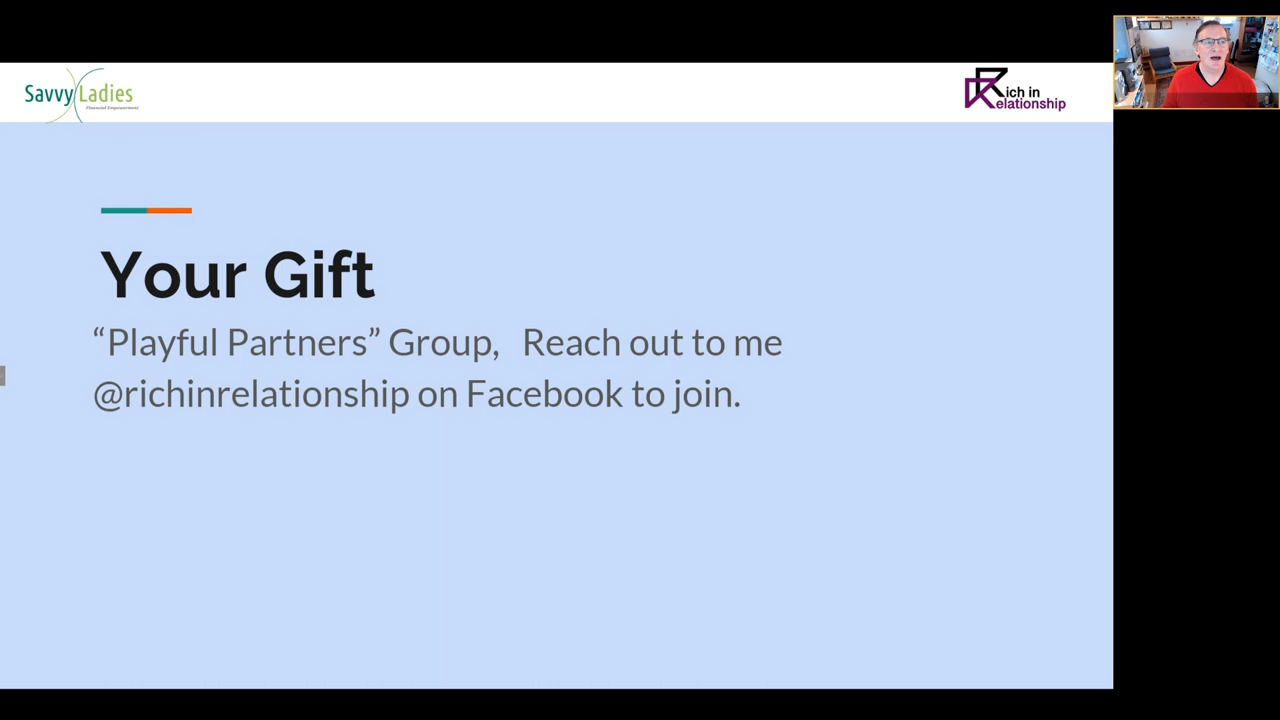 Savvy Ladies
Financial Empowerment
Rich in
Relationship
Your Gift
“Playful Partners” Group,   Reach out to me
@richinrelationship on Facebook to join.